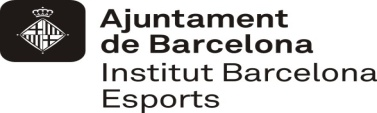 Ajuntament
de Barcelona
Institut Barcelona
Esports